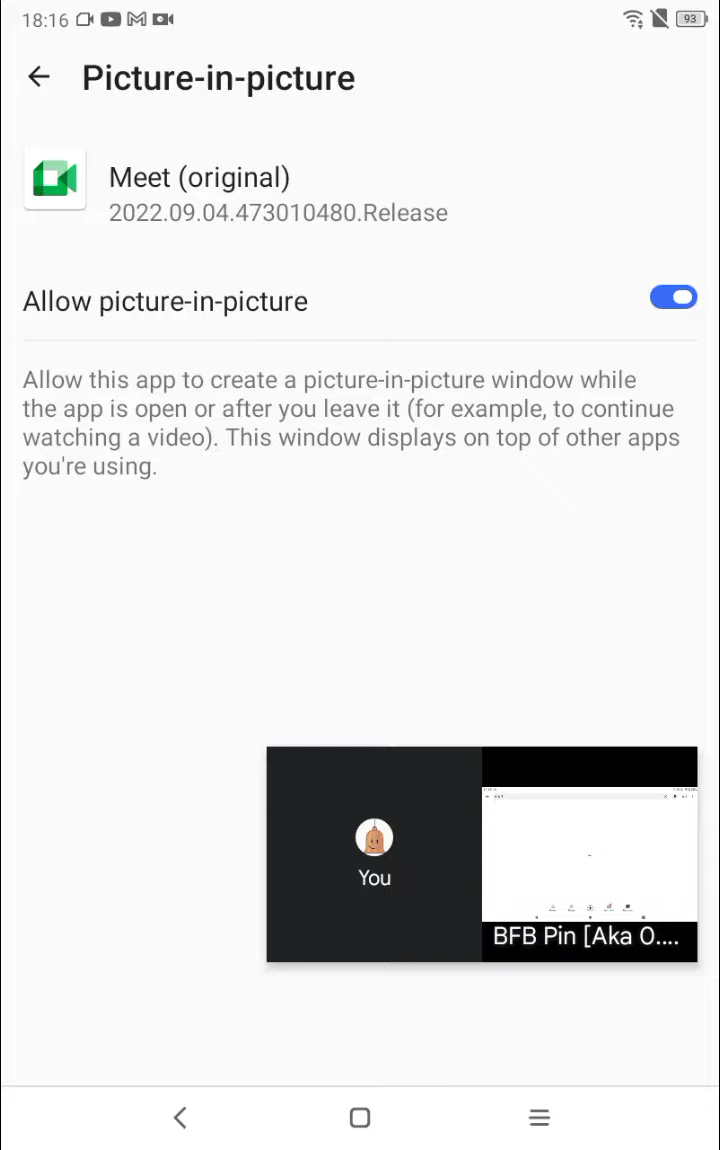 18:16
93
Picture-in-picture
Meet (original)
2022.09.04.473010480.Release
Allow picture-in-picture
Allow this app to create a picture-in-picture window while
the app is open or after you leave it (for example, to continue
watching a video). This window displays on top of other apps
you're using.
You
BFB Pin [Aka O....